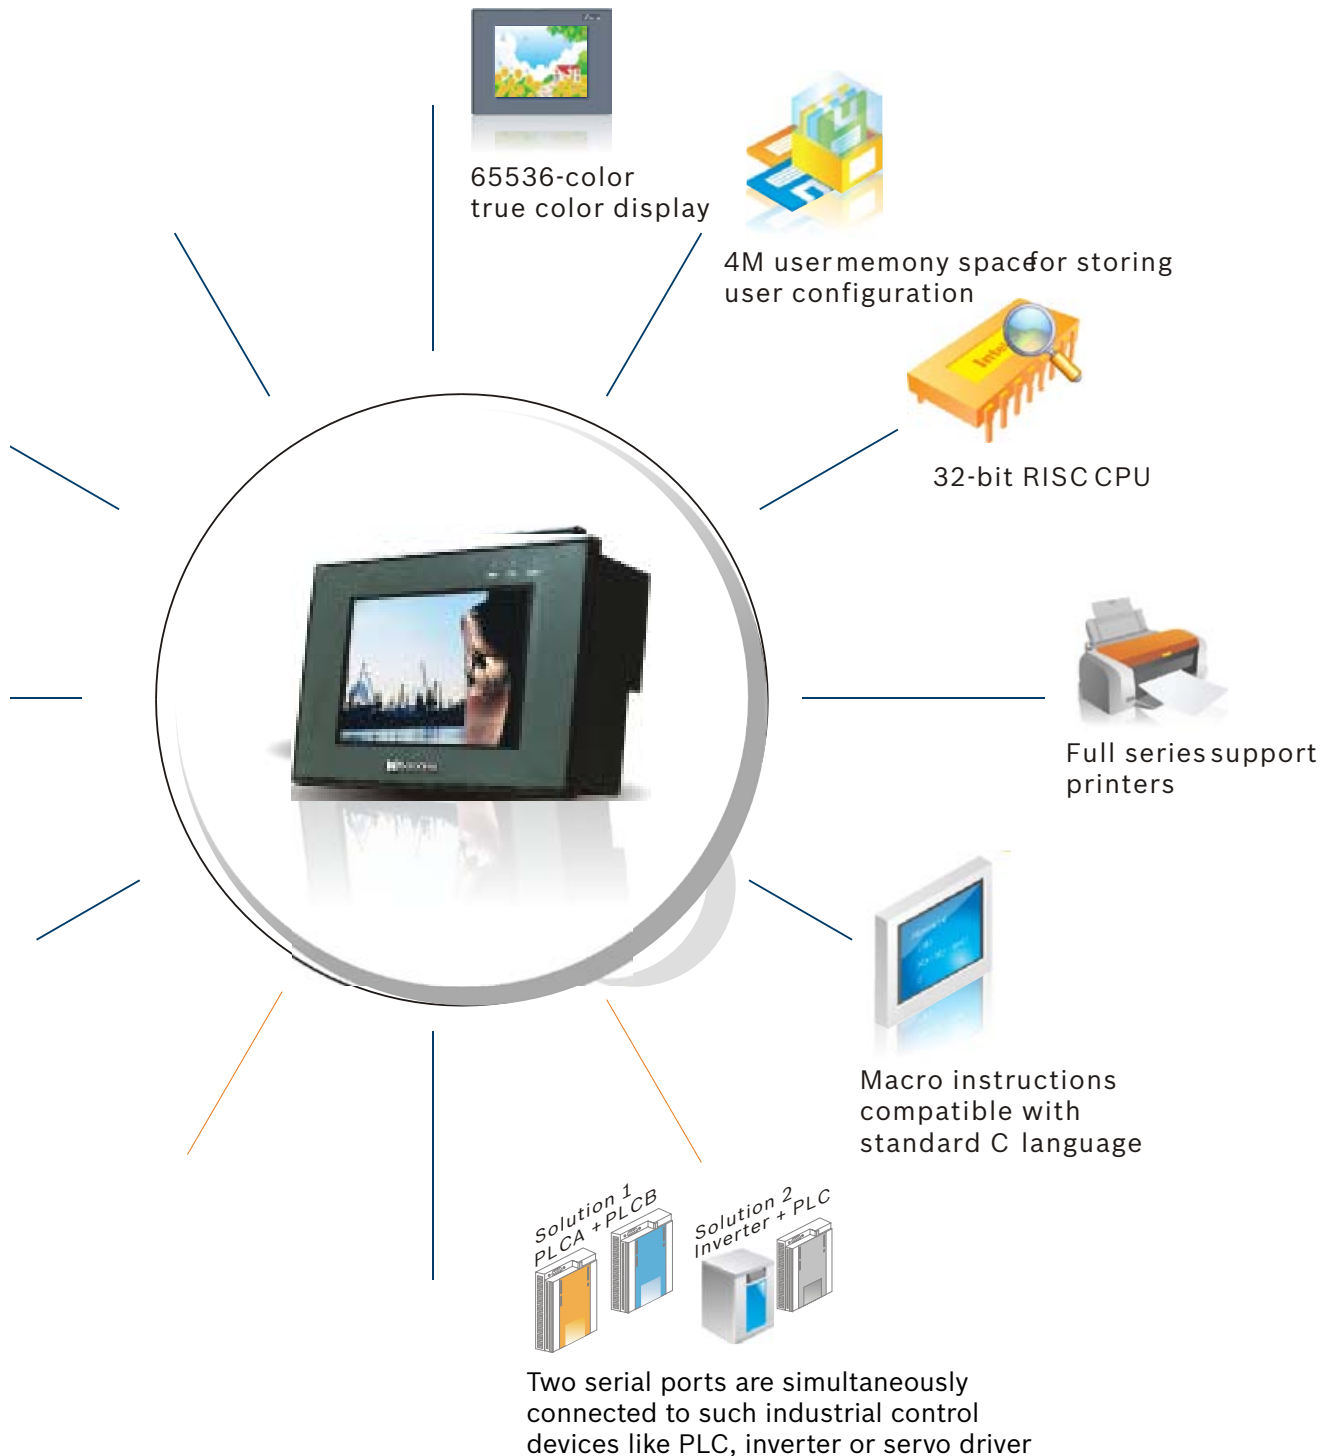 65536-color
true color display
4M user memony space for storing
user configuration
32-bit RISC CPU
Full series support
printers
Macro instructions
compatible with
standard C language
Solution 1
PLCA + PLCB
Solution 2
Inverter + PLC
Two serial ports are simultaneously
connected to such industrial control
devices like PLC, inverter or servo driver